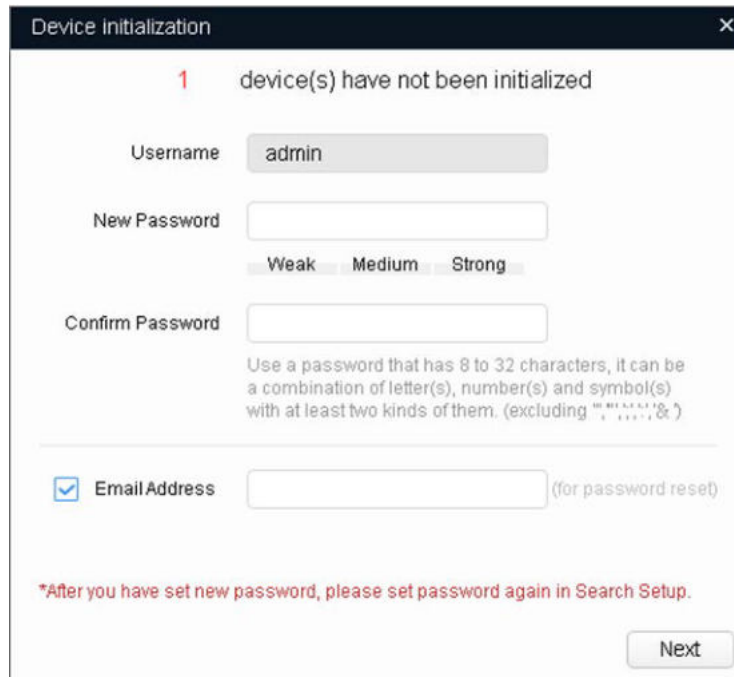 Device initialization
1 device(s) have not been initialized
Username admin
New Password
Weak Medium Strong
Confirm Password
Use a password that has 8 to 32 characters, it can be
a combination of letter(s), number(s) and symbol(s)
with at least two kinds of them. (excluding
Email Address (for password reset)
*After you have set new password, please set password again in Search Setup.
Next